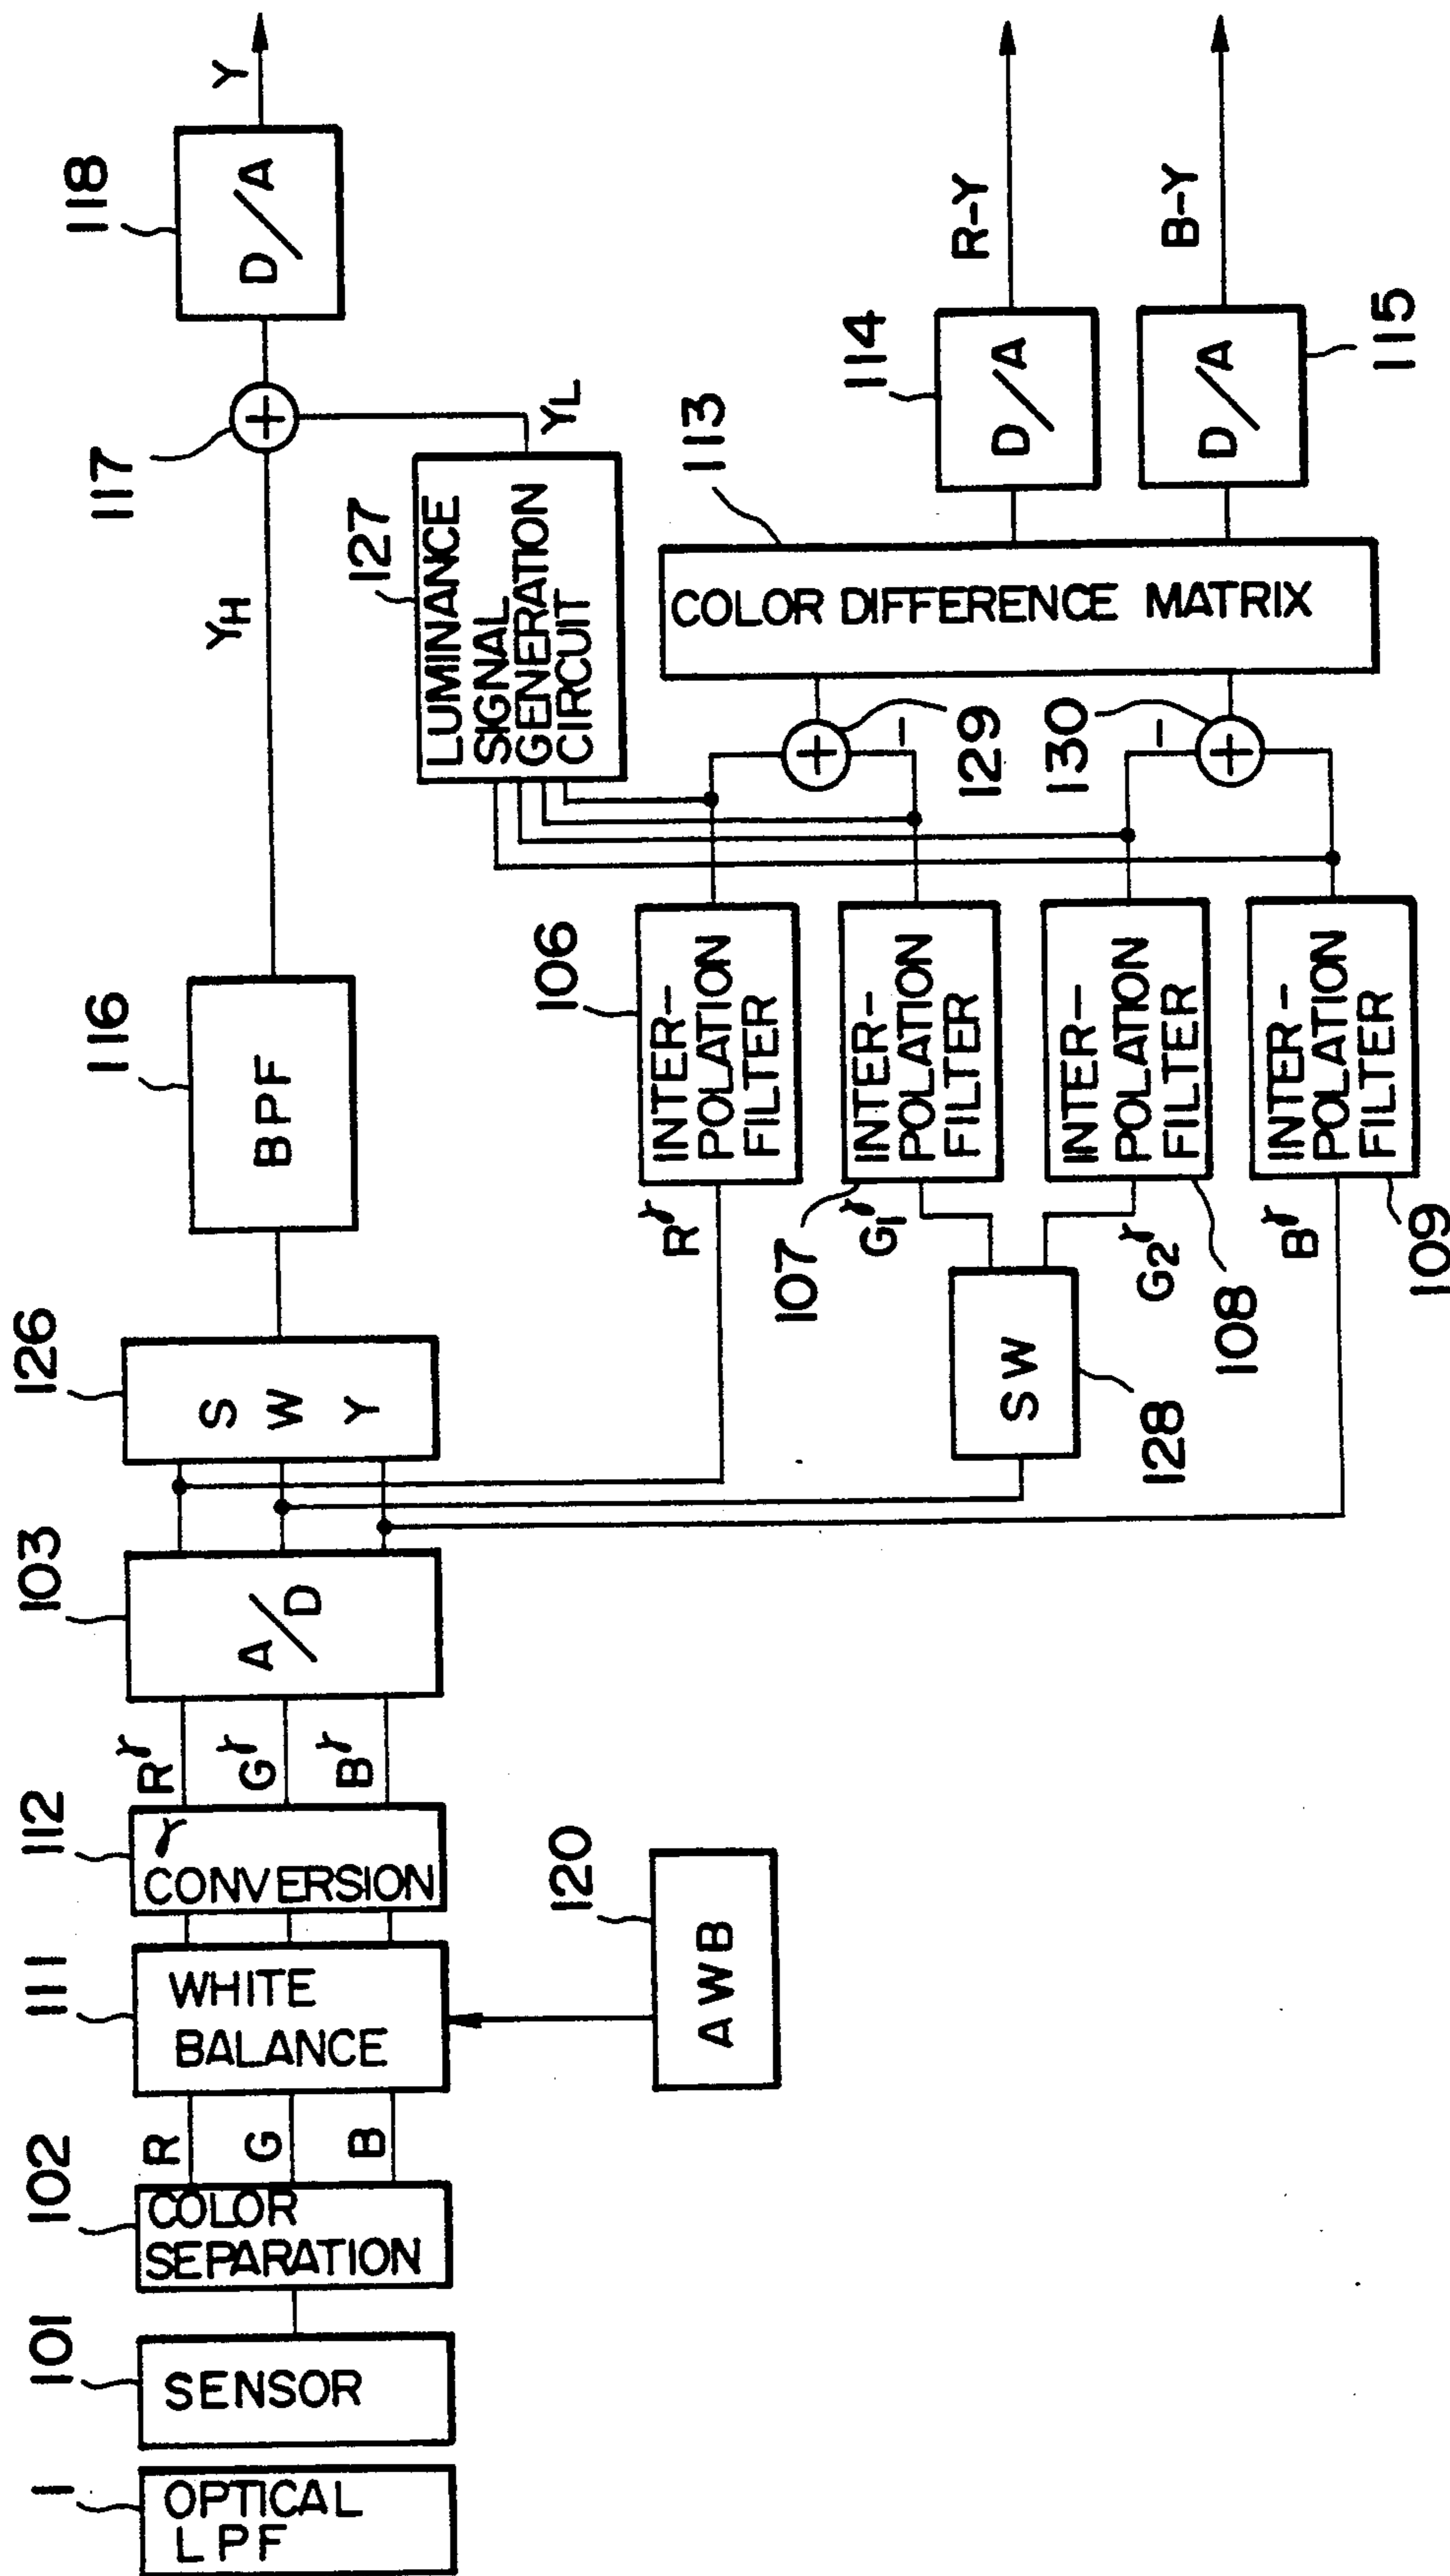 1
OPTICAL
LPF
101
SENSOR
102
COLOR
SEPARATION
R
G
B
111
WHITE
BALANCE
120
AWB
112
γ
CONVERSION
Rγ
Gγ
Bγ
103
A/D
126
SWY
116
BPF
YH
117
+
118
D/A
Y
128
SW
Rγ
106
INTER-
POLATION
FILTER
G1γ
107
INTER-
POLATION
FILTER
G2γ
108
INTER-
POLATION
FILTER
Bγ
109
INTER-
POLATION
FILTER
127
LUMINANCE
SIGNAL
GENERATION
CIRCUIT
YL
+
-
129
130
-
+
113
COLOR DIFFERENCE MATRIX
114
D/A
R-Y
115
D/A
B-Y